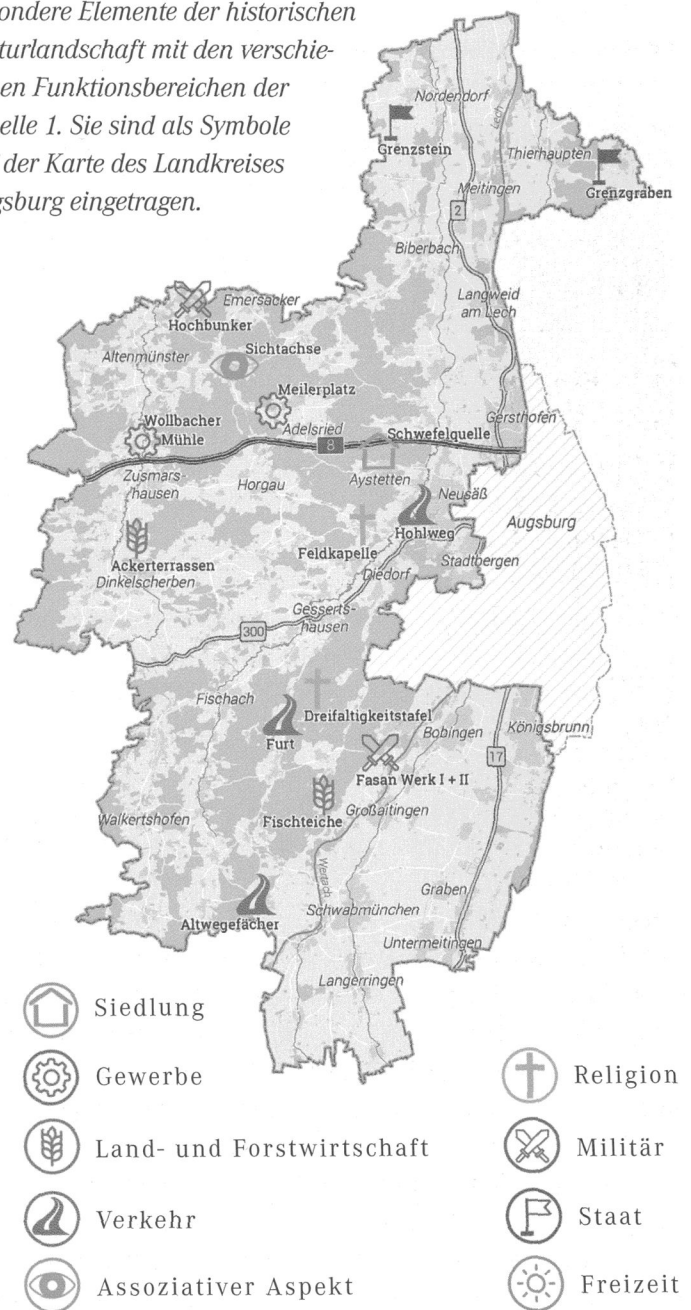 ondere Elemente der historischen
turlandschaft mit den verschie-
en Funktionsbereichen der
elle 1. Sie sind als Symbole
der Karte des Landkreises
gsburg eingetragen.
Nordendorf
Lech
Grenzstein
Thierhaupten
Meitingen
Grenzgraben
2
Biberbach
Langweid
am Lech
Emersacker
Hochbunker
Sichtachse
Altenmünster
Meilerplatz
Gersthofen
Wollbacher
Mühle
Adelsried
Schwefelquelle
8
Zusmars-
hausen
Horgau
Aystetten
Neusäß
Augsburg
Hohlweg
Feldkapelle
Stadtbergen
Ackerterrassen
Diedorf
Dinkelscherben
Gesserts-
hausen
300
Fischach
Dreifaltigkeitstafel
Furt
Bobingen
Königsbrunn
17
Fasan Werk I + II
Walkertshofen
Fischteiche
Großaitingen
Wertach
Graben
Altwegefächer
Schwabmünchen
Untermeitingen
Langerringen
Siedlung
Gewerbe
Religion
Land- und Forstwirtschaft
Militär
Verkehr
Staat
Assoziativer Aspekt
Freizeit